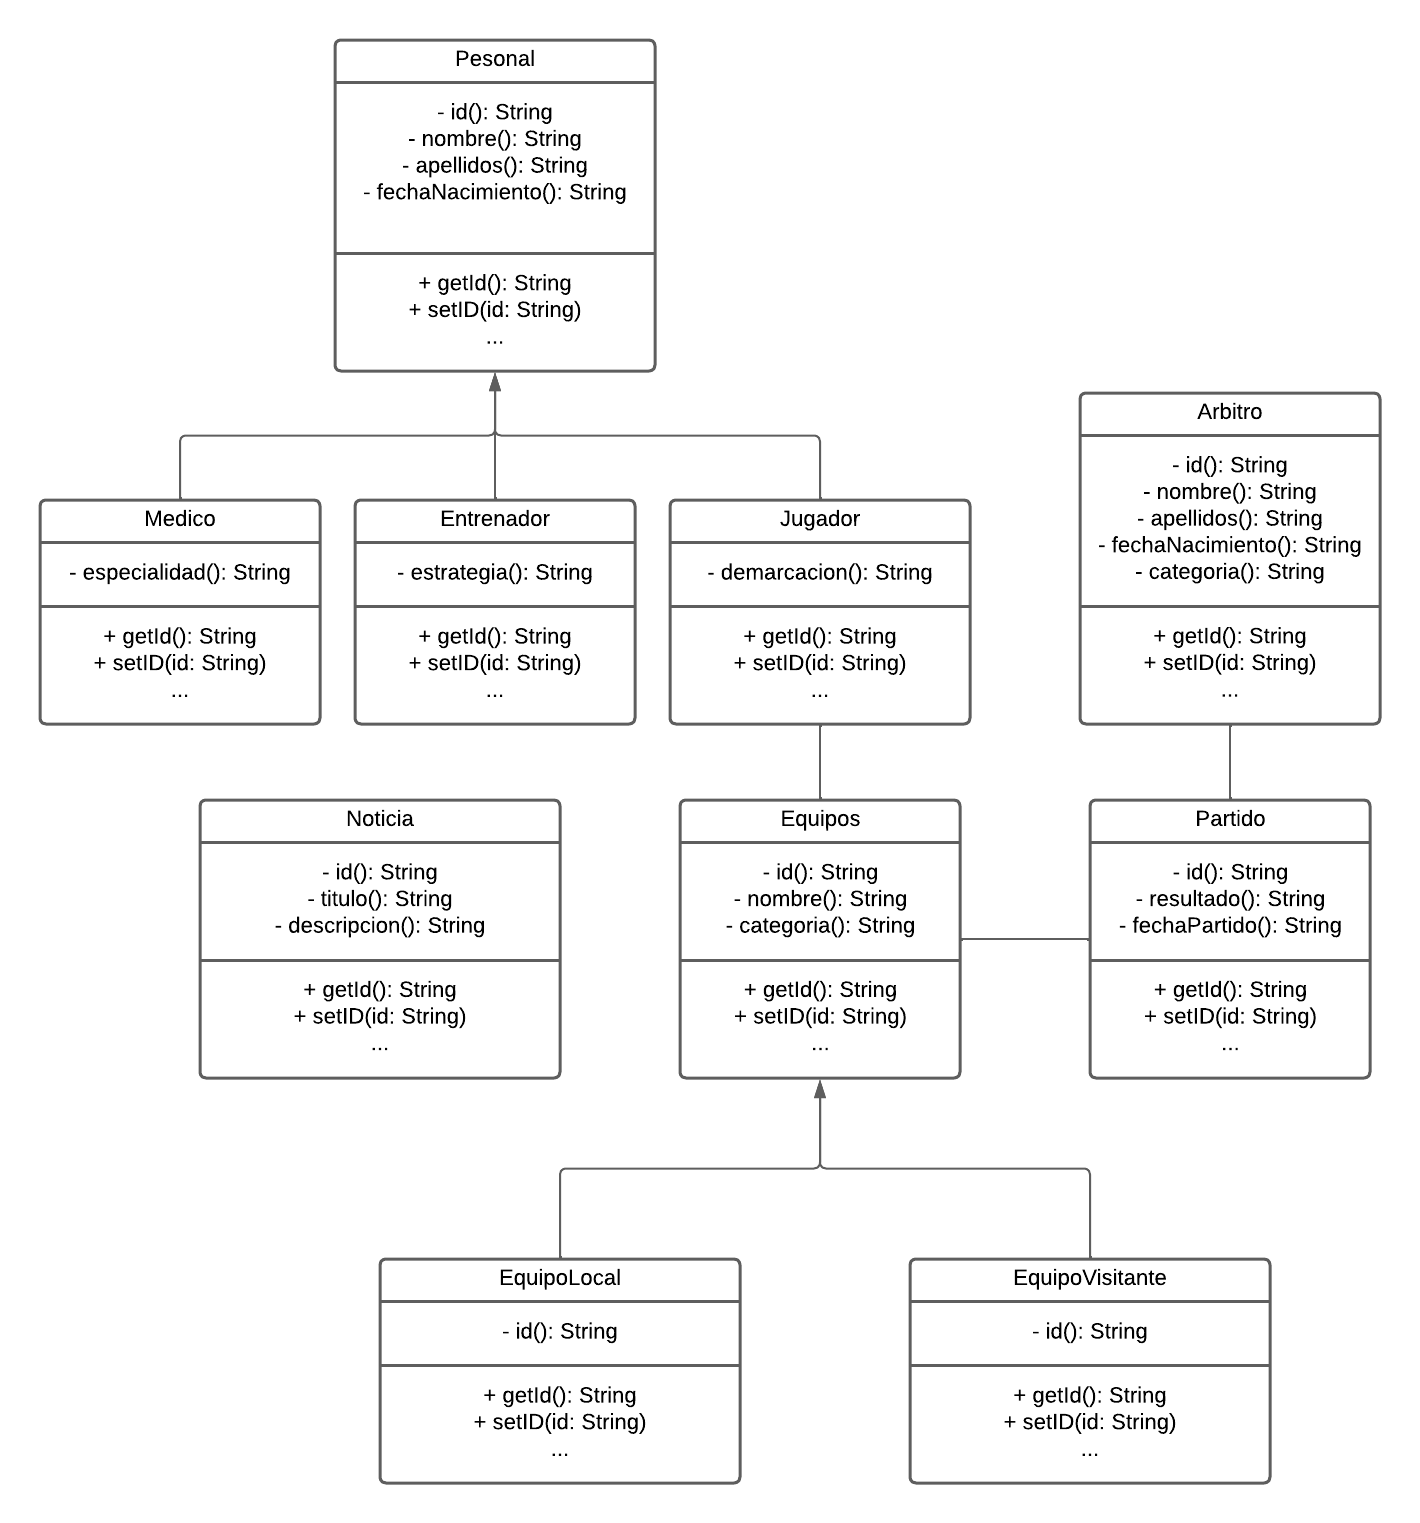 Pesonal
- id(): String
- nombre(): String
- apellidos(): String
- fechaNacimiento(): String
+ getId(): String
+ setID(id: String)
...
Medico
- especialidad(): String
+ getId(): String
+ setID(id: String)
...
Entrenador
- estrategia(): String
+ getId(): String
+ setID(id: String)
...
Jugador
- demarcacion(): String
+ getId(): String
+ setID(id: String)
...
Arbitro
- id(): String
- nombre(): String
- apellidos(): String
- fechaNacimiento(): String
- categoria(): String
+ getId(): String
+ setID(id: String)
...
Noticia
- id(): String
- titulo(): String
- descripcion(): String
+ getId(): String
+ setID(id: String)
...
Equipos
- id(): String
- nombre(): String
- categoria(): String
+ getId(): String
+ setID(id: String)
...
Partido
- id(): String
- resultado(): String
- fechaPartido(): String
+ getId(): String
+ setID(id: String)
...
EquipoLocal
- id(): String
+ getId(): String
+ setID(id: String)
...
EquipoVisitante
- id(): String
+ getId(): String
+ setID(id: String)
...